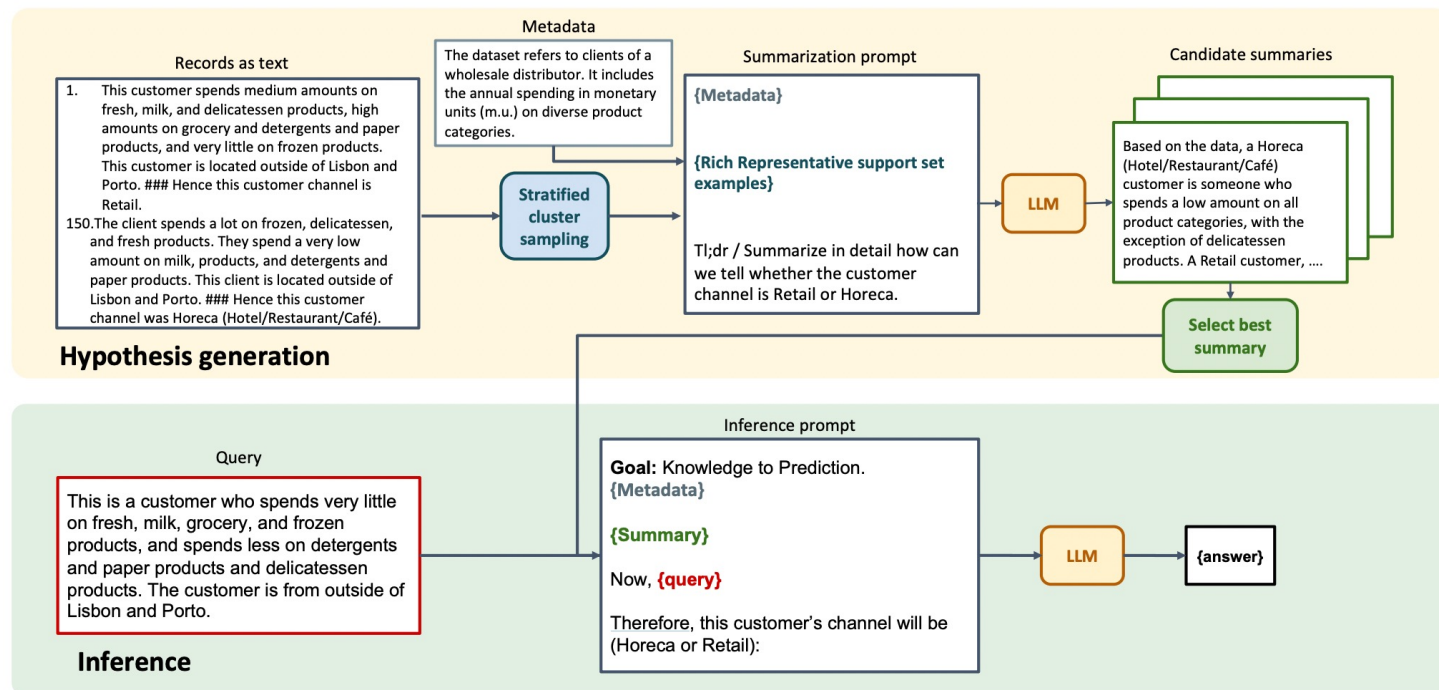 Metadata
Records as text
Summarization prompt
Candidate summaries
1. This customer spends medium amounts on
fresh, milk, and delicatessen products, high
amounts on grocery and detergents and paper
products, and very little on frozen products.
This customer is located outside of Lisbon and
Porto. ### Hence this customer channel is
Retail.
150.The client spends a lot on frozen, delicatessen,
and fresh products. They spend a very low
amount on milk, products, and detergents and
paper products. This client is located outside of
Lisbon and Porto. ### Hence this customer
channel was Horeca (Hotel/Restaurant/Café).
The dataset refers to clients of a
wholesale distributor. It includes
the annual spending in monetary
units (m.u.) on diverse product
categories.
Stratified
cluster
sampling
{Metadata}
{Rich Representative support set
examples}
Tl;dr / Summarize in detail how can
we tell whether the customer
channel is Retail or Horeca.
LLM
Based on the data, a Horeca
(Hotel/Restaurant/Café)
customer is someone who
spends a low amount on all
product categories, with the
exception of delicatessen
products. A Retail customer, ....
Select best
summary
Hypothesis generation
Query
This is a customer who spends very little
on fresh, milk, grocery, and frozen
products, and spends less on detergents
and paper products and delicatessen
products. The customer is from outside of
Lisbon and Porto.
Inference prompt
Goal: Knowledge to Prediction.
{Metadata}
{Summary}
Now, {query}
Therefore, this customer’s channel will be
(Horeca or Retail):
LLM
{answer}
Inference